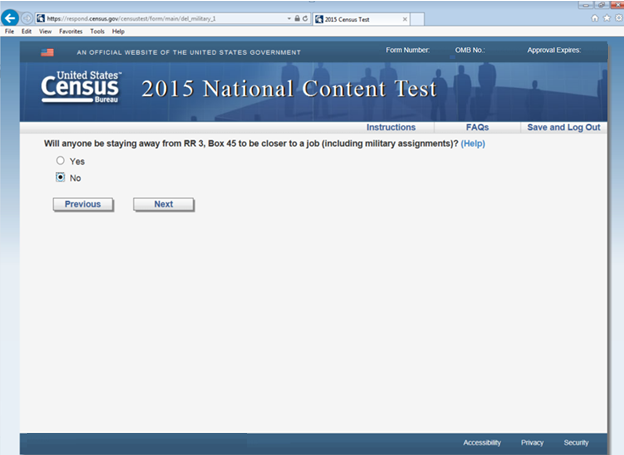 https://respond.census.gov/censustest/form/main/del_military_1
2015 Census Test
File Edit View Favorites Tools Help
AN OFFICIAL WEBSITE OF THE UNITED STATES GOVERNMENT
Form Number: OMB No.: Approval Expires:
United States™
Census
Bureau
2015 National Content Test
Instructions FAQs Save and Log Out
Will anyone be staying away from RR 3, Box 45 to be closer to a job (including military assignments)? (Help)
Yes
No
Previous Next
Accessibility Privacy Security